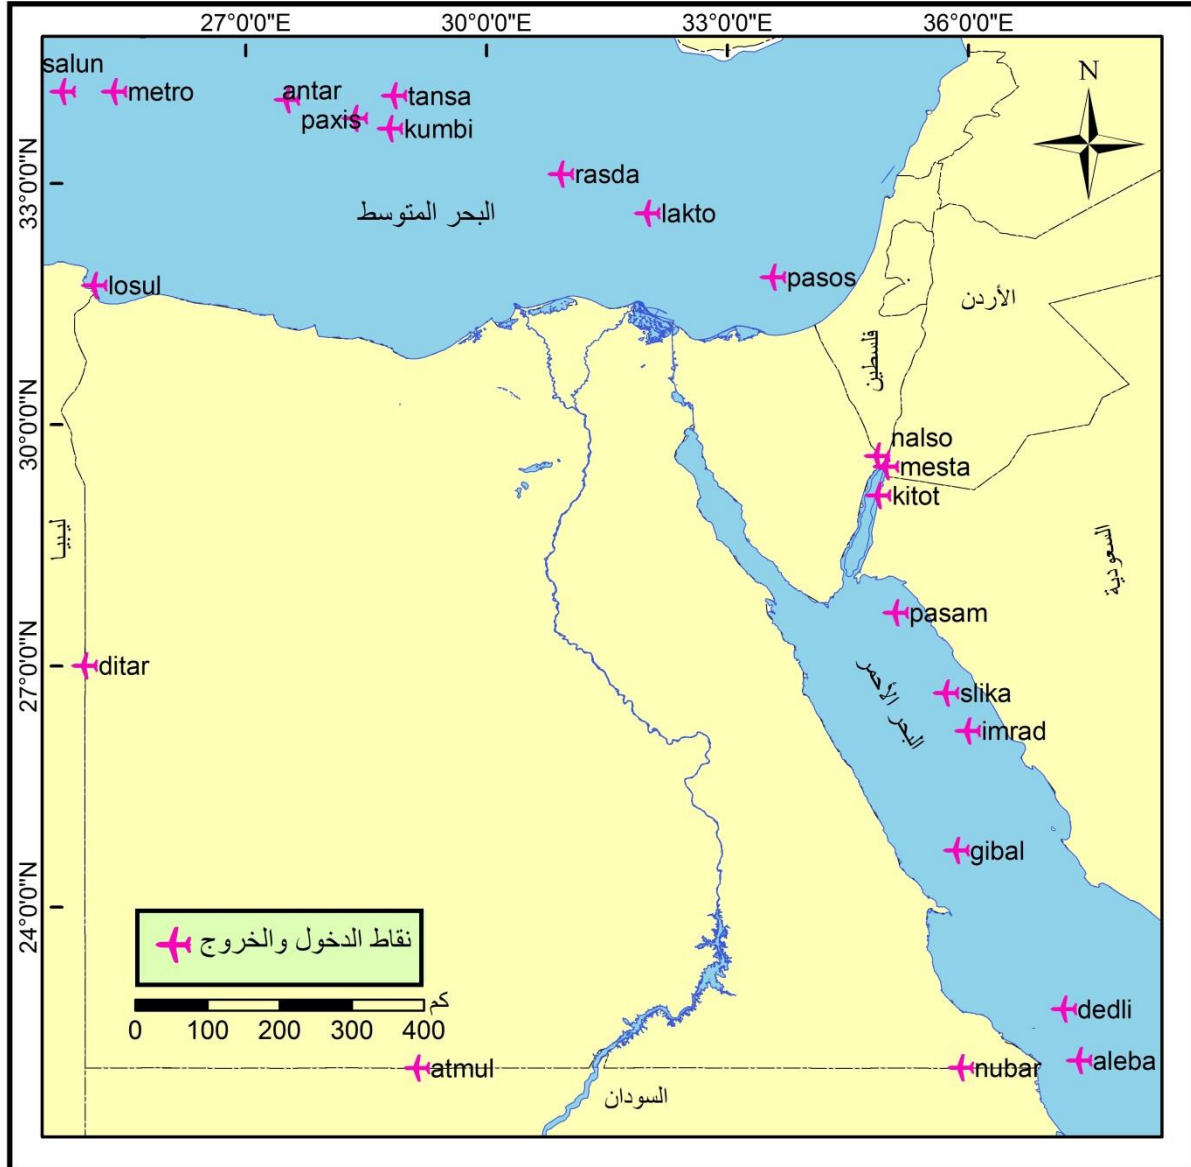 27°0'0"E
30°0'0"E
33°0'0"E
36°0'0"E
N
salun
metro
antar
tansa
paxis
kumbi
33°0'0"N
rasda
البحر المتوسط
lakto
losul
pasos
الأردن
فلسطين
30°0'0"N
nalso
mesta
kitot
ليبيا
السعودية
pasam
27°0'0"N
ditar
البحر الأحمر
slika
imrad
gibal
24°0'0"N
نقاط الدخول والخروج
كم
0 100 200 300 400
dedli
aleba
atmul
nubar
السودان